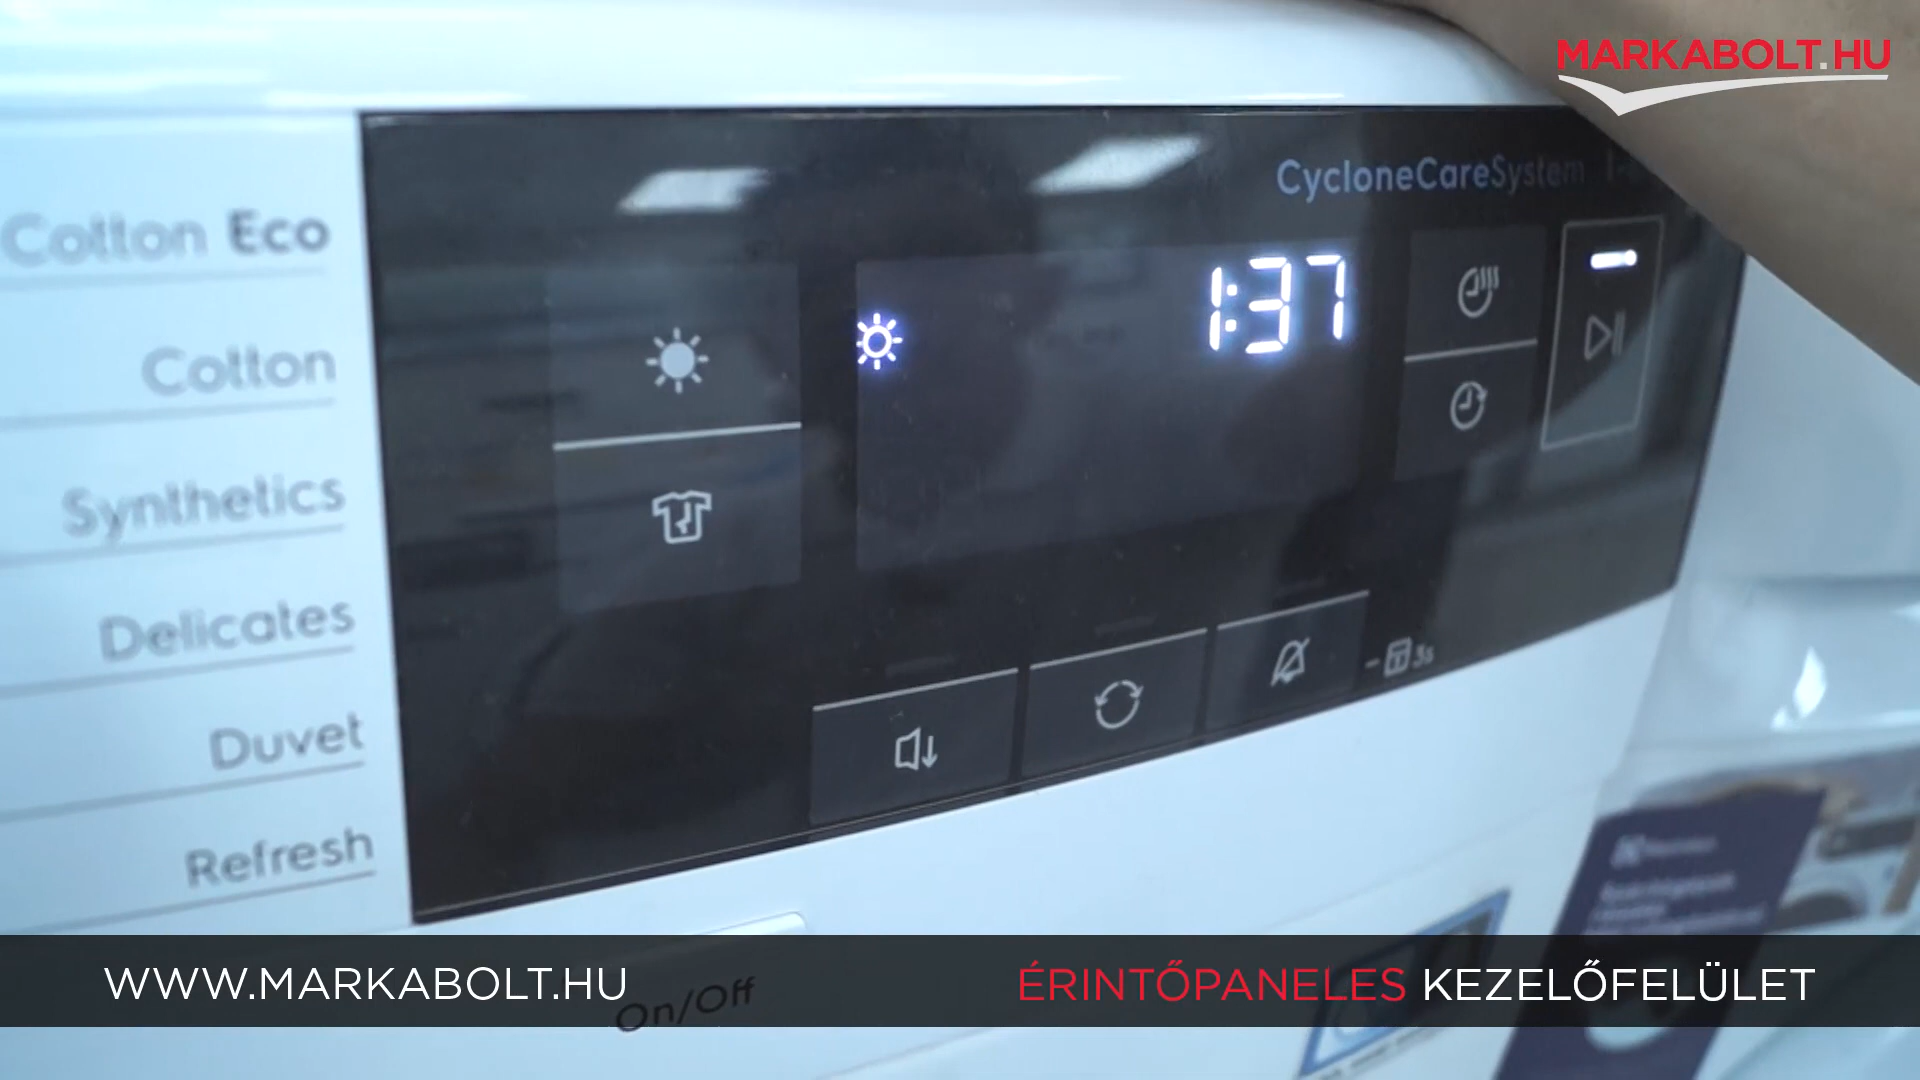 MARKABOLT.HU
CycloneCareSystem
Cotton Eco
1:37
Cotton
Synthetics
Delicates
3s
Duvet
Refresh
On/Off
WWW.MARKABOLT.HU
ÉRINTŐPANELES KEZELŐFELÜLET